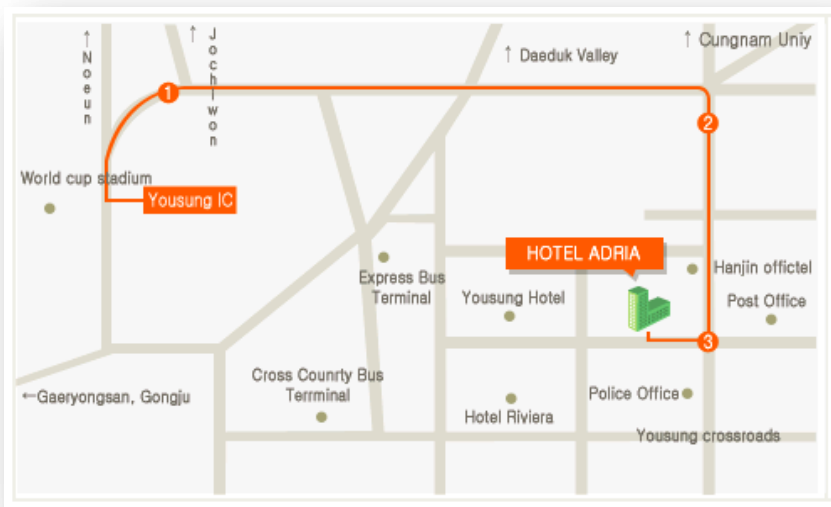 ↑Noeun
↑Jochiwon
↑ Daeduk Valley
↑ Cungnam Uniy
1
2
World cup stadium
Yousung IC
HOTEL ADRIA
Express Bus
Terminal
Yousung Hotel
Hanjin offictel
Post Office
3
Cross Counrty Bus
Terrminal
←Gaeryongsan, Gongju
Hotel Riviera
Police Office
Yousung crossroads